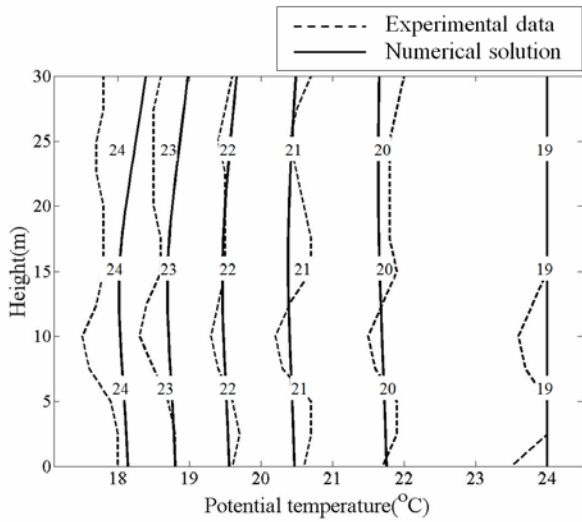 Experimental data
Numerical solution
30
25
20
15
10
5
0
Height(m)
24 23 22 21 20 19
24 23 22 21 20 19
24 23 22 21 20 19
18 19 20 21 22 23 24
Potential temperature(°C)